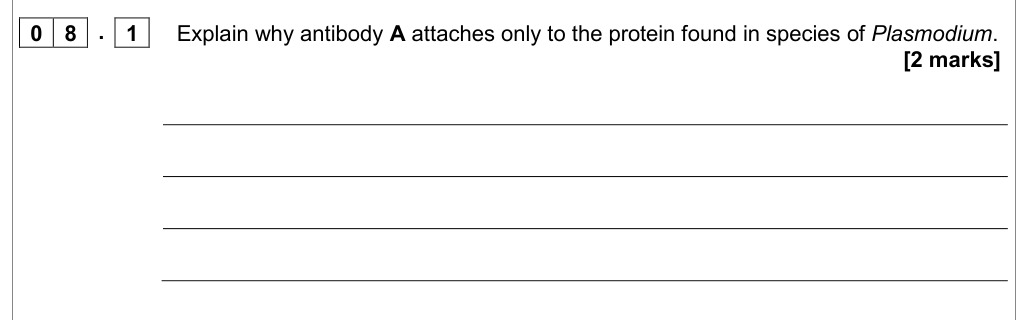 0 8 . 1 Explain why antibody A attaches only to the protein found in species of Plasmodium.
[2 marks]